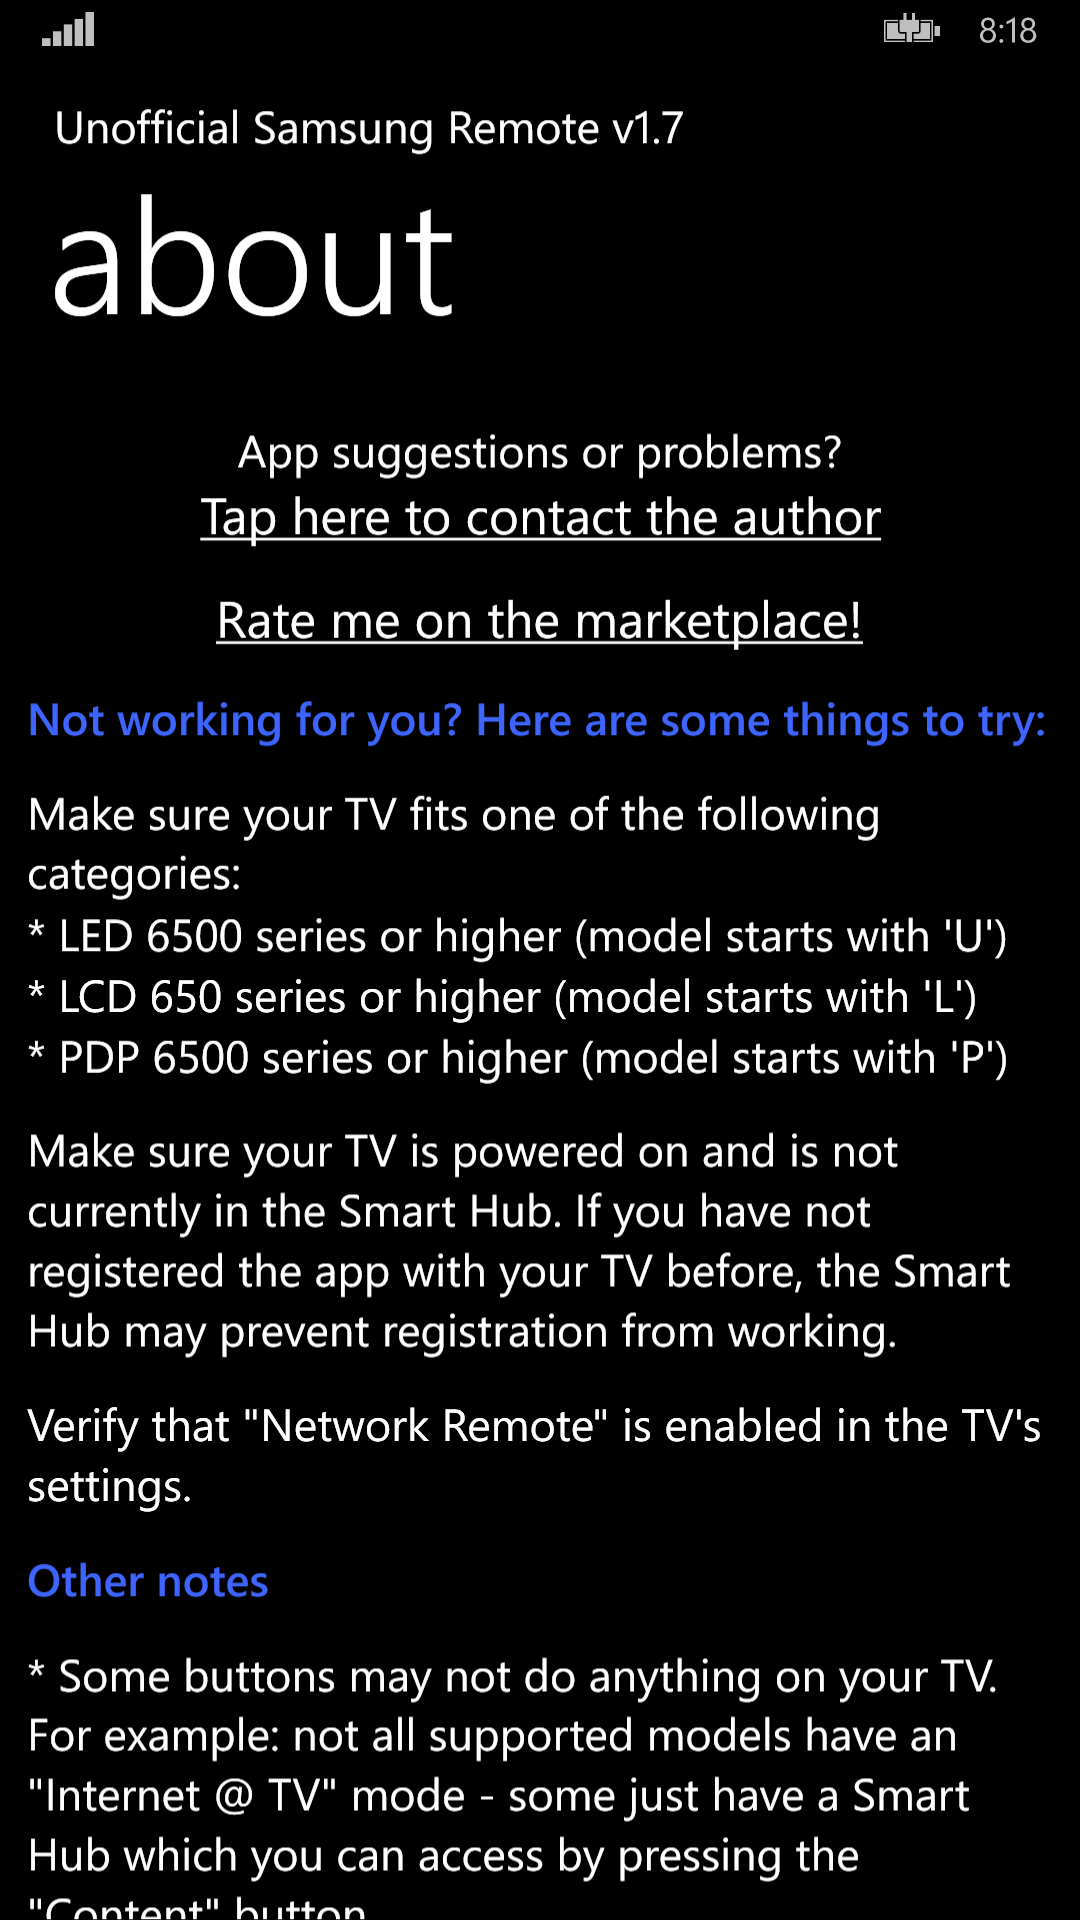 8:18
Unofficial Samsung Remote v1.7
about
App suggestions or problems?
Tap here to contact the author
Rate me on the marketplace!
Not working for you? Here are some things to try:
Make sure your TV fits one of the following
categories:
* LED 6500 series or higher (model starts with 'U')
* LCD 650 series or higher (model starts with 'L')
* PDP 6500 series or higher (model starts with 'P')
Make sure your TV is powered on and is not
currently in the Smart Hub. If you have not
registered the app with your TV before, the Smart
Hub may prevent registration from working.
Verify that "Network Remote" is enabled in the TV's
settings.
Other notes
* Some buttons may not do anything on your TV.
For example: not all supported models have an
"Internet @ TV" mode - some just have a Smart
Hub which you can access by pressing the
"Content" button